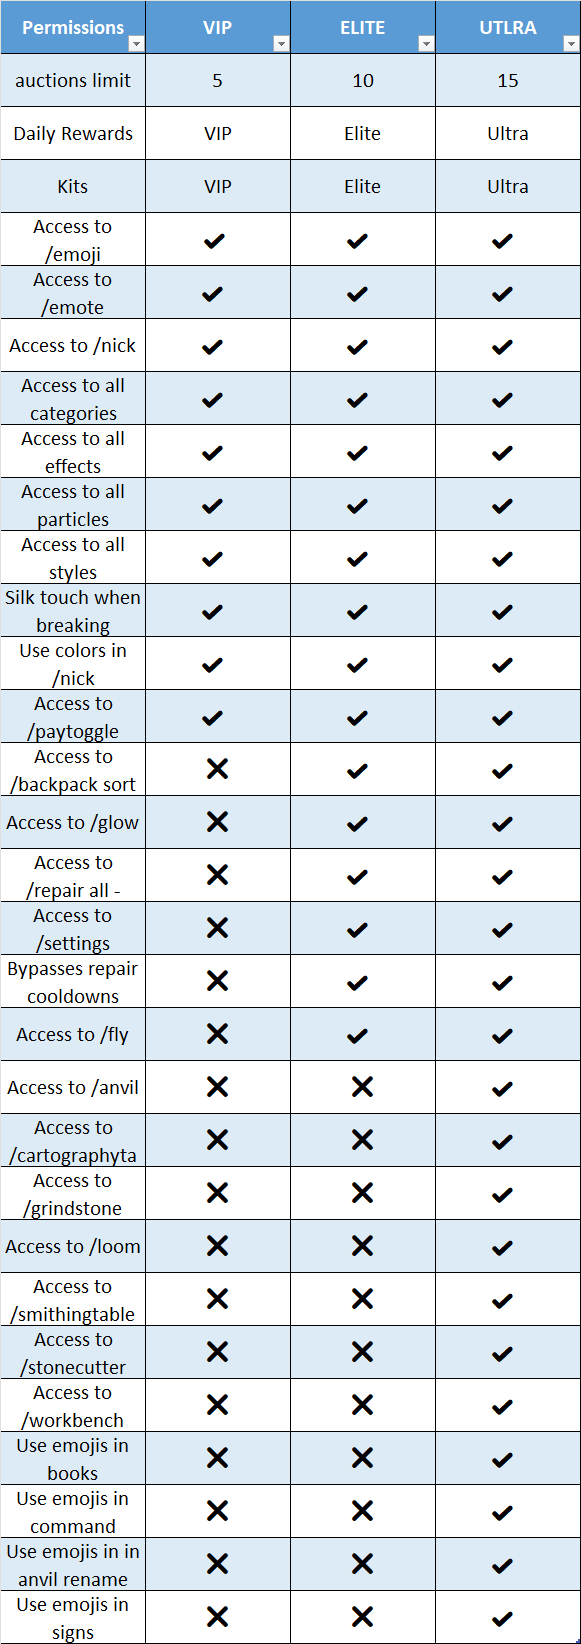 Permissions VIP ELITE UTLRA
auctions limit 5 10 15
Daily Rewards VIP Elite Ultra
Kits VIP Elite Ultra
Access to
/emoji ✔ ✔ ✔
Access to
/emote ✔ ✔ ✔
Access to /nick ✔ ✔ ✔
Access to all
categories ✔ ✔ ✔
Access to all
effects ✔ ✔ ✔
Access to all
particles ✔ ✔ ✔
Access to all
styles ✔ ✔ ✔
Silk touch when
breaking ✔ ✔ ✔
Use colors in
/nick ✔ ✔ ✔
Access to
/paytoggle ✔ ✔ ✔
Access to
/backpack sort ✖ ✔ ✔
Access to /glow ✖ ✔ ✔
Access to
/repair all - ✖ ✔ ✔
Access to
/settings ✖ ✔ ✔
Bypasses repair
cooldowns ✖ ✔ ✔
Access to /fly ✖ ✔ ✔
Access to /anvil ✖ ✖ ✔
Access to
/cartographyta ✖ ✖ ✔
Access to
/grindstone ✖ ✖ ✔
Access to /loom ✖ ✖ ✔
Access to
/smithingtable ✖ ✖ ✔
Access to
/stonecutter ✖ ✖ ✔
Access to
/workbench ✖ ✖ ✔
Use emojis in
books ✖ ✖ ✔
Use emojis in
command ✖ ✖ ✔
Use emojis in in
anvil rename ✖ ✖ ✔
Use emojis in
signs ✖ ✖ ✔